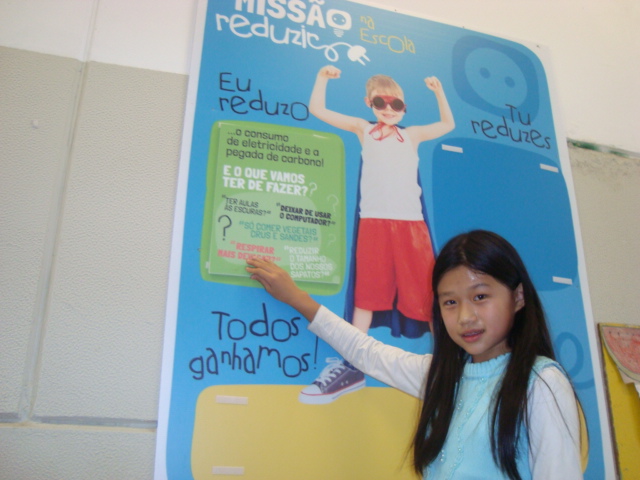 MISSÃO na
reduzir Escola
Eu
reduzo
Tu
reduzes
...o consumo
de eletricidade e a
pegada de carbono!
E O QUE VAMOS
TER DE FAZER?
"TER AULAS
ÀS ESCURAS?"
"DEIXAR DE USAR
O COMPUTADOR?"
"SÓ COMER VEGETAIS
CRUS E SANDES?"
"RESPIRAR
MAIS DEVAGAR?"
"REDUZIR
O TAMANHO
DOS NOSSOS
SAPATOS?"
Todos
ganhamos!